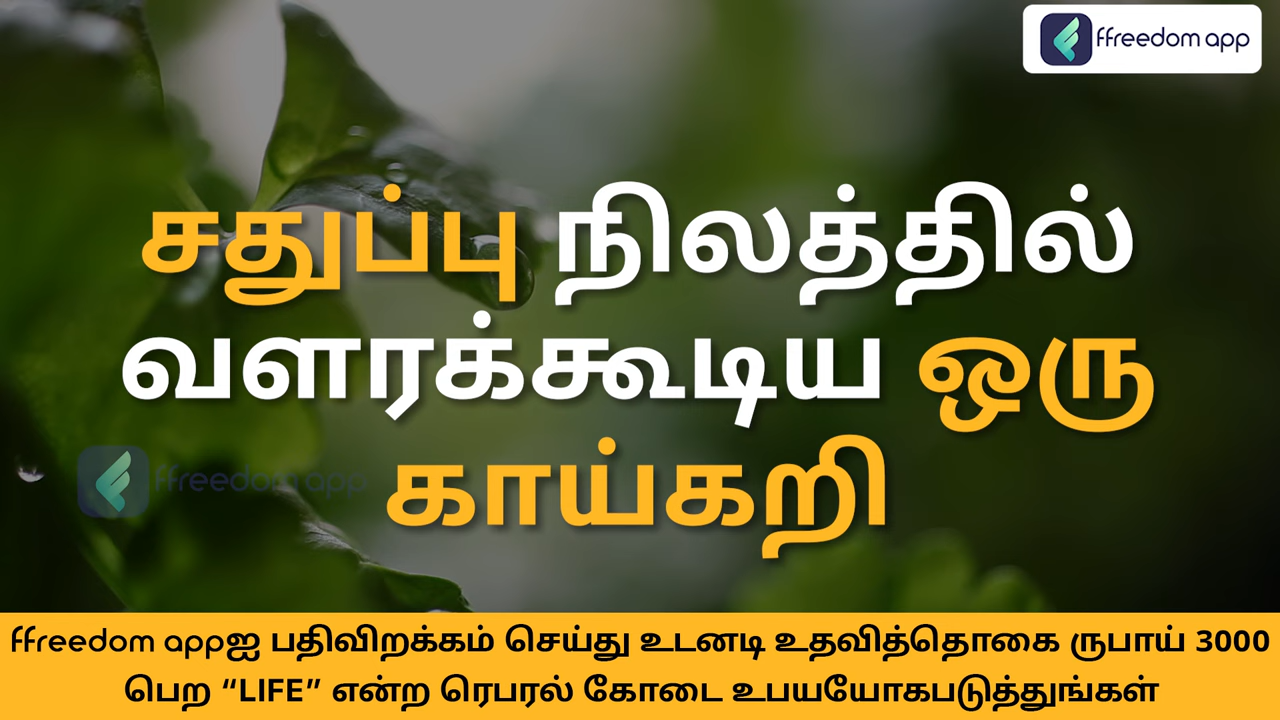 ffreedom app
சதுப்பு நிலத்தில்
வளரக்கூடிய ஒரு
காய்கறி
ffreedom app
ffreedom appஐ பதிவிறக்கம் செய்து உடனடி உதவித்தொகை ருபாய் 3000
பெற “LIFE” என்ற ரெபரல் கோடை உபயயோகபடுத்துங்கள்